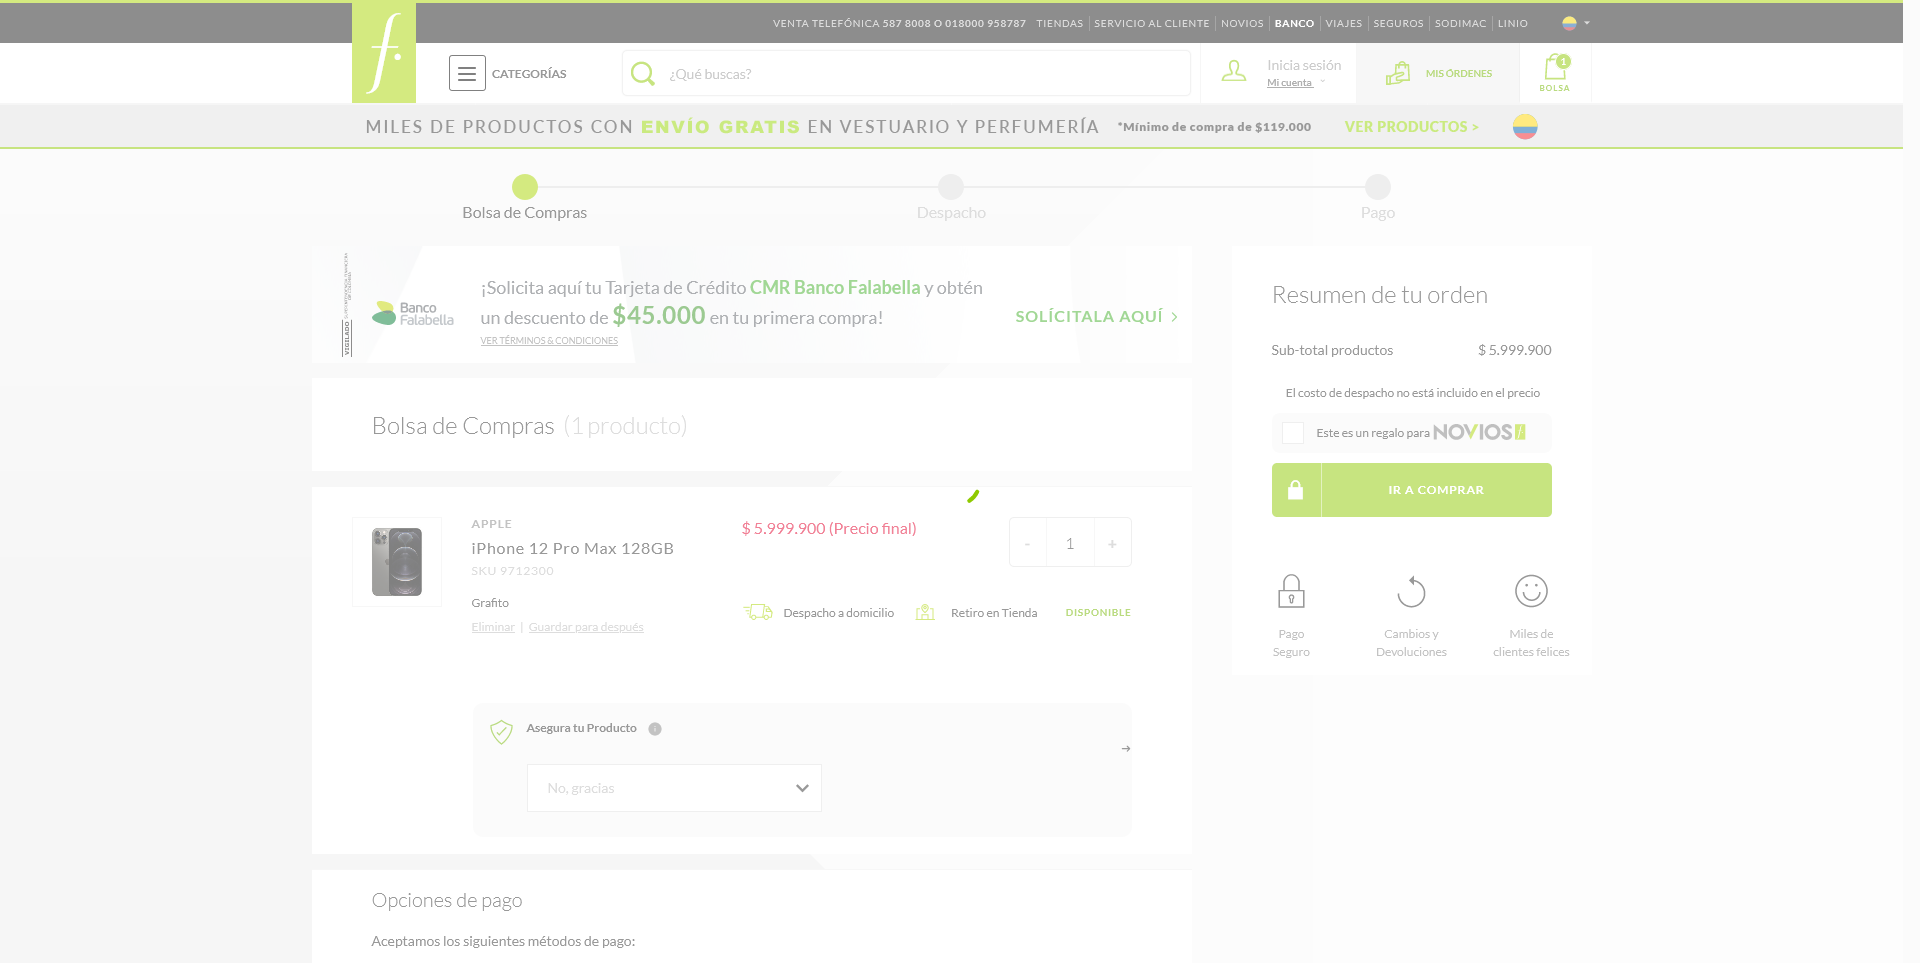 VENTA TELEFÓNICA 587 8008 O 018000 958787 TIENDAS SERVICIO AL CLIENTE NOVIOS BANCO VIAJES SEGUROS SODIMAC LINIO
f.
CATEGORÍAS
¿Qué buscas?
Inicia sesión
Mi cuenta
MIS ÓRDENES
1
BOLSA
MILES DE PRODUCTOS CON ENVÍO GRATIS EN VESTUARIO Y PERFUMERÍA *Mínimo de compra de $119.000 VER PRODUCTOS >
Bolsa de Compras
Despacho
Pago
VIGILADO
Banco
Falabella
¡Solicita aquí tu Tarjeta de Crédito CMR Banco Falabella y obtén
un descuento de $45.000 en tu primera compra!
VER TÉRMINOS & CONDICIONES
SOLÍCITALA AQUÍ >
Bolsa de Compras (1 producto)
APPLE
iPhone 12 Pro Max 128GB
SKU 9712300
Grafito
Eliminar | Guardar para después
$ 5.999.900 (Precio final)
- 1 +
Despacho a domicilio
Retiro en Tienda
DISPONIBLE
Asegura tu Producto
No, gracias
Opciones de pago
Aceptamos los siguientes métodos de pago:
Resumen de tu orden
Sub-total productos $ 5.999.900
El costo de despacho no está incluido en el precio
Este es un regalo para NOVIOS f.
IR A COMPRAR
Pago
Seguro
Cambios y
Devoluciones
Miles de
clientes felices